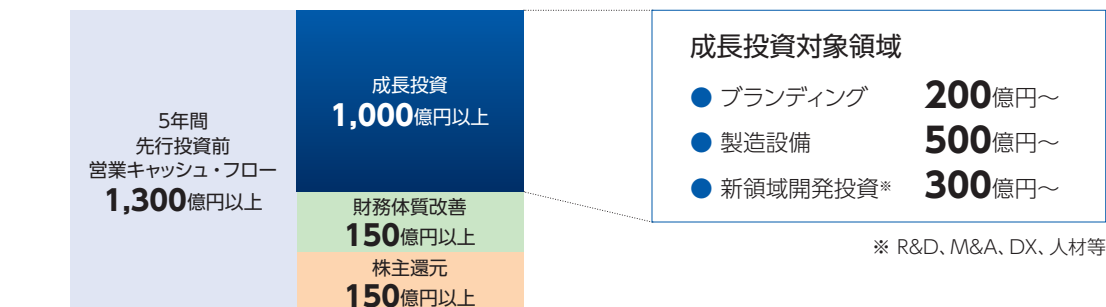 5年間
先行投資前
営業キャッシュ・フロー
1,300億円以上
成長投資
1,000億円以上
財務体質改善
150億円以上
株主還元
150億円以上
成長投資対象領域
● ブランディング 200億円～
● 製造設備 500億円～
● 新領域開発投資※ 300億円～
※ R&D、M&A、DX、人材等